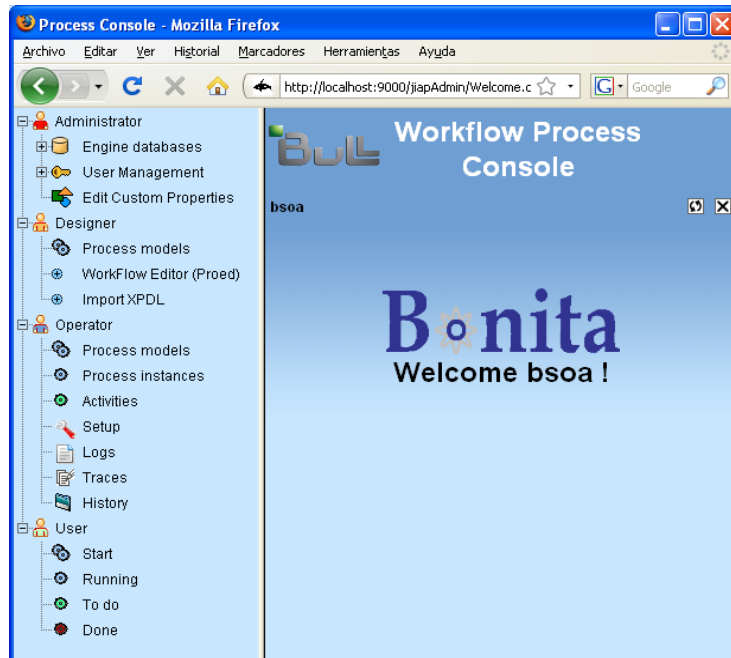 Process Console - Mozilla Firefox
Archivo Editar Ver Historial Marcadores Herramientas Ayuda
http://localhost:9000/jiapAdmin/Welcome.c G Google
Administrator
Engine databases
User Management
Edit Custom Properties
Designer
Process models
WorkFlow Editor (Proed)
Import XPDL
Operator
Process models
Process instances
Activities
Setup
Logs
Traces
History
User
Start
Running
To do
Done
Bull
Workflow Process
Console
bsoa
Bonita
Welcome bsoa !